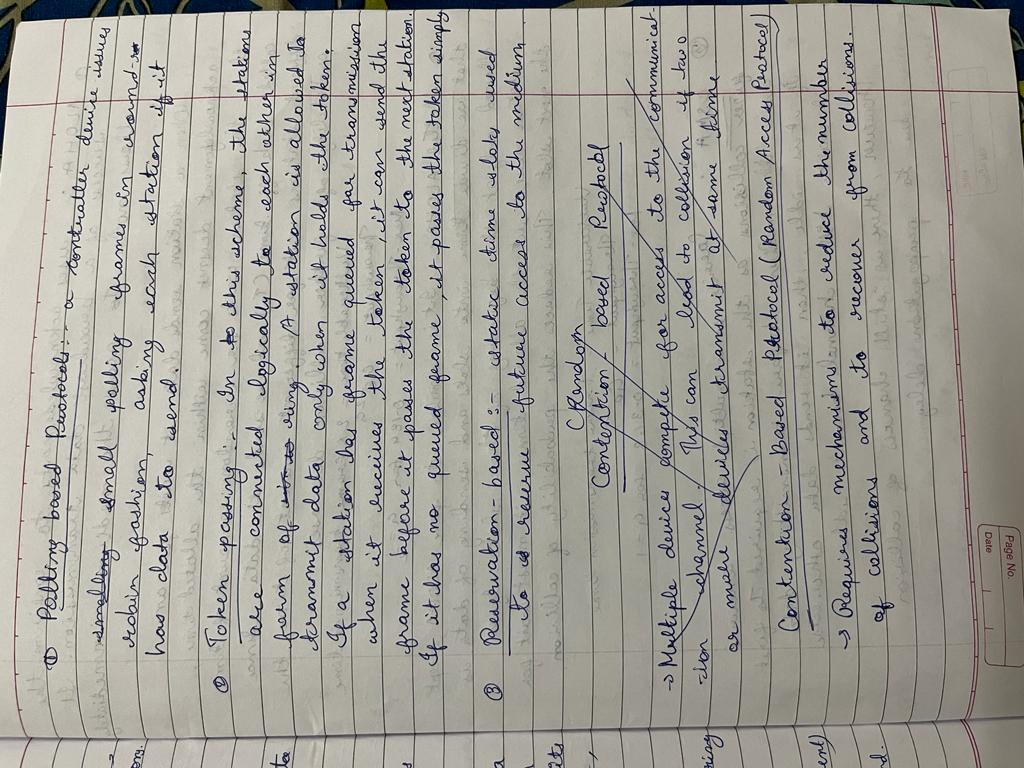 ① Polling based Protocols:- a controller device issues
smelling small polling frames in round-r
robin fashion, asking each station if it
has data to send.
② Token passing :- In to this scheme, the stations
are connected logically to each other in
form of ring. A station is allowed to
transmit data only when it holds the token.
If a station has frame queued for transmission
when it receives the token, it can send the
frame before it passes the token to the next station.
If it has no queued frame, it passes the token simply
③ Reservation-based :- static time slots used
to reserve future access to the medium.
(Random
Contention - based Protocol
→ Multiple devices compete for access to the communicat-
-ion channel. This can lead to collision if two
or more devices transmit at same time.
Contention - Based Protocol (Random Access Protocol)
→ Requires mechanisms to reduce the number
of collisions and to recover from collisions.
ony.
its
ring
ent)
nd.
Date
Page No.